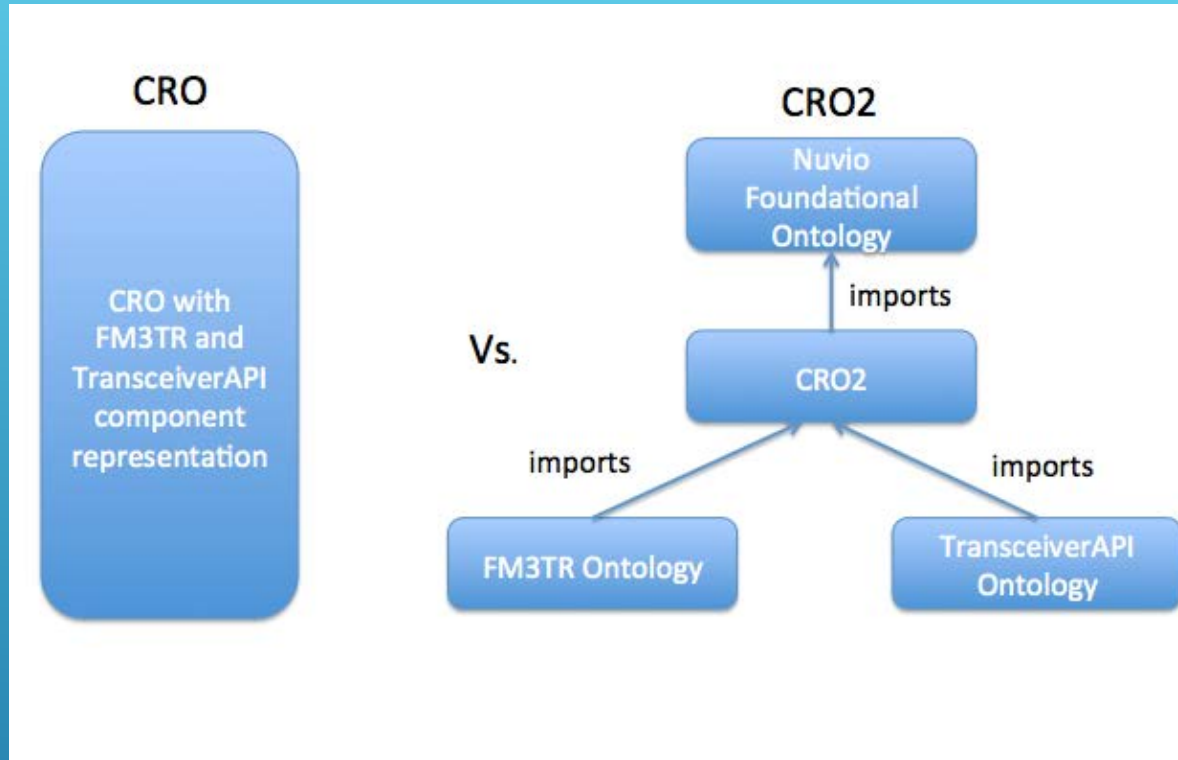 CRO
CRO with
FM3TR and
TransceiverAPI
component
representation
Vs.
CRO2
Nuvio
Foundational
Ontology
imports
CRO2
imports
imports
FM3TR Ontology
TransceiverAPI
Ontology